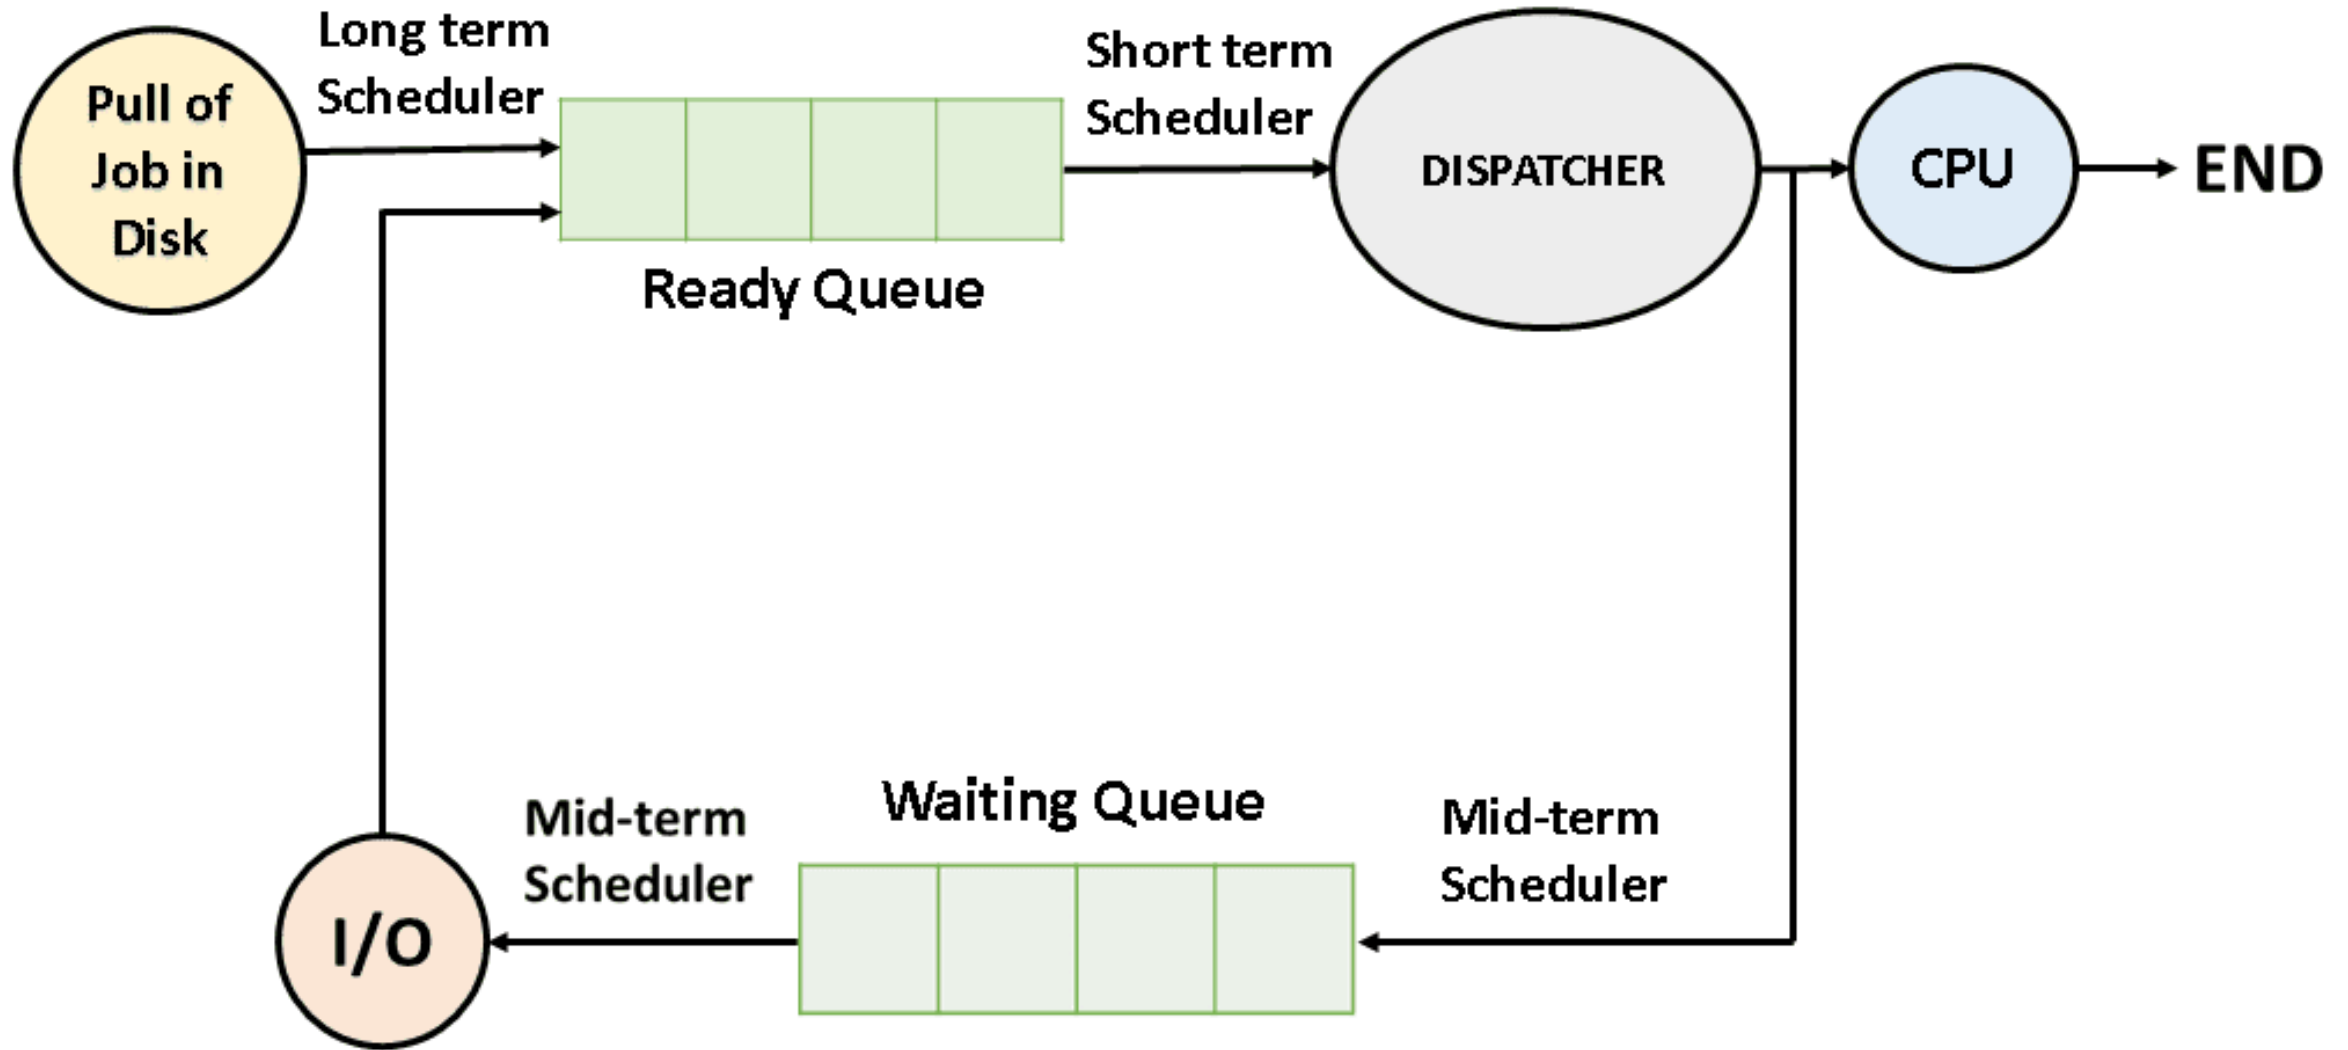 Pull of
Job in
Disk
Long term
Scheduler
Ready Queue
Short term
Scheduler
DISPATCHER
CPU
END
Mid-term
Scheduler
Waiting Queue
Mid-term
Scheduler
I/O